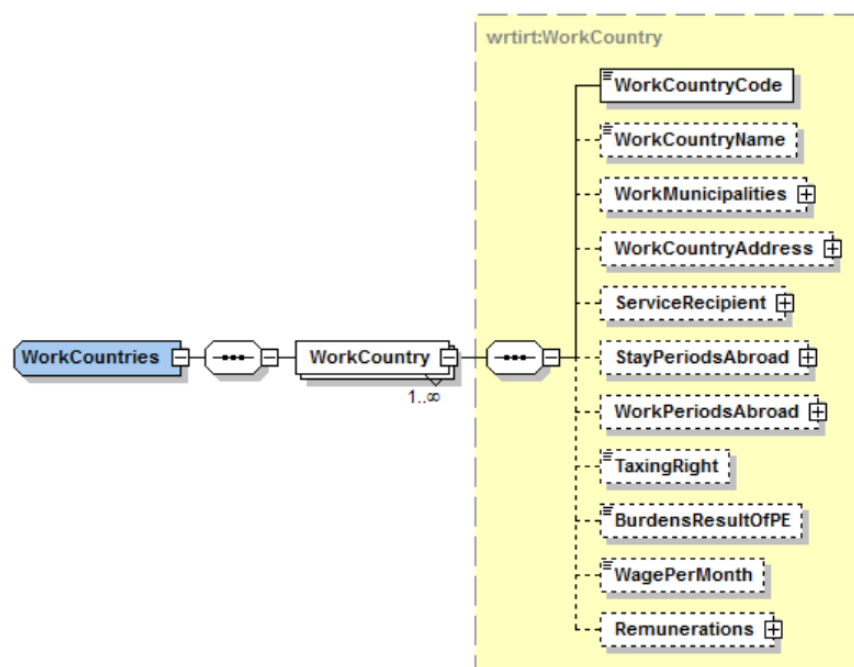 wrtirt:WorkCountry
WorkCountryCode
WorkCountryName
WorkMunicipalities
WorkCountryAddress
ServiceRecipient
WorkCountries
WorkCountry
1..∞
StayPeriodsAbroad
WorkPeriodsAbroad
TaxingRight
BurdensResultOfPE
WagePerMonth
Remunerations